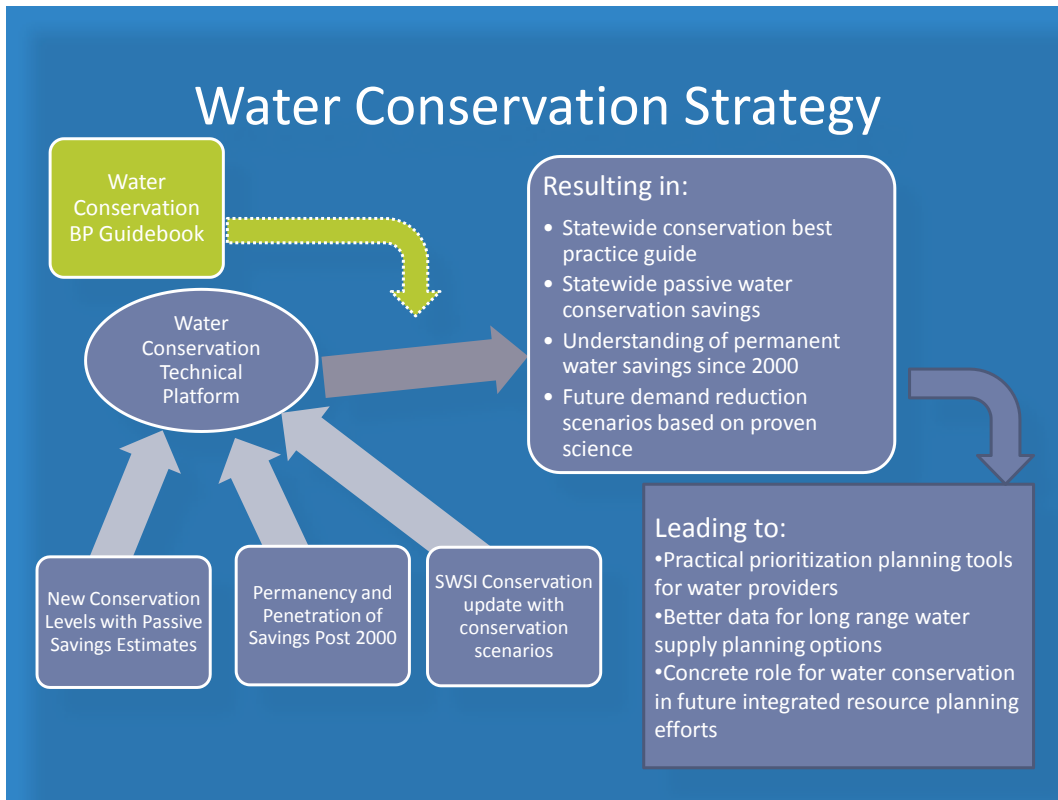 Water Conservation Strategy
Water
Conservation
BP Guidebook
Water
Conservation
Technical
Platform
New Conservation
Levels with Passive
Savings Estimates
Permanency and
Penetration of
Savings Post 2000
SWSI Conservation
update with
conservation
scenarios
Resulting in:
• Statewide conservation best
practice guide
• Statewide passive water
conservation savings
• Understanding of permanent
water savings since 2000
• Future demand reduction
scenarios based on proven
science
Leading to:
•Practical prioritization planning tools
for water providers
•Better data for long range water
supply planning options
•Concrete role for water conservation
in future integrated resource planning
efforts